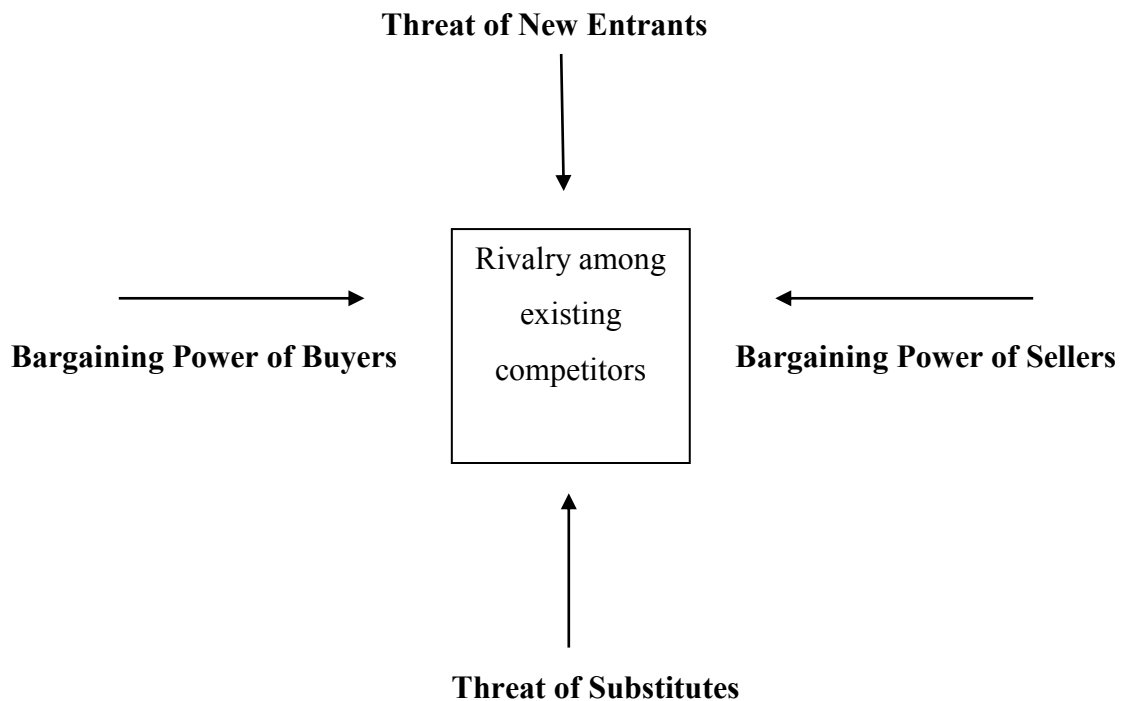 Threat of New Entrants
Rivalry among
existing
competitors
Bargaining Power of Buyers
Bargaining Power of Sellers
Threat of Substitutes